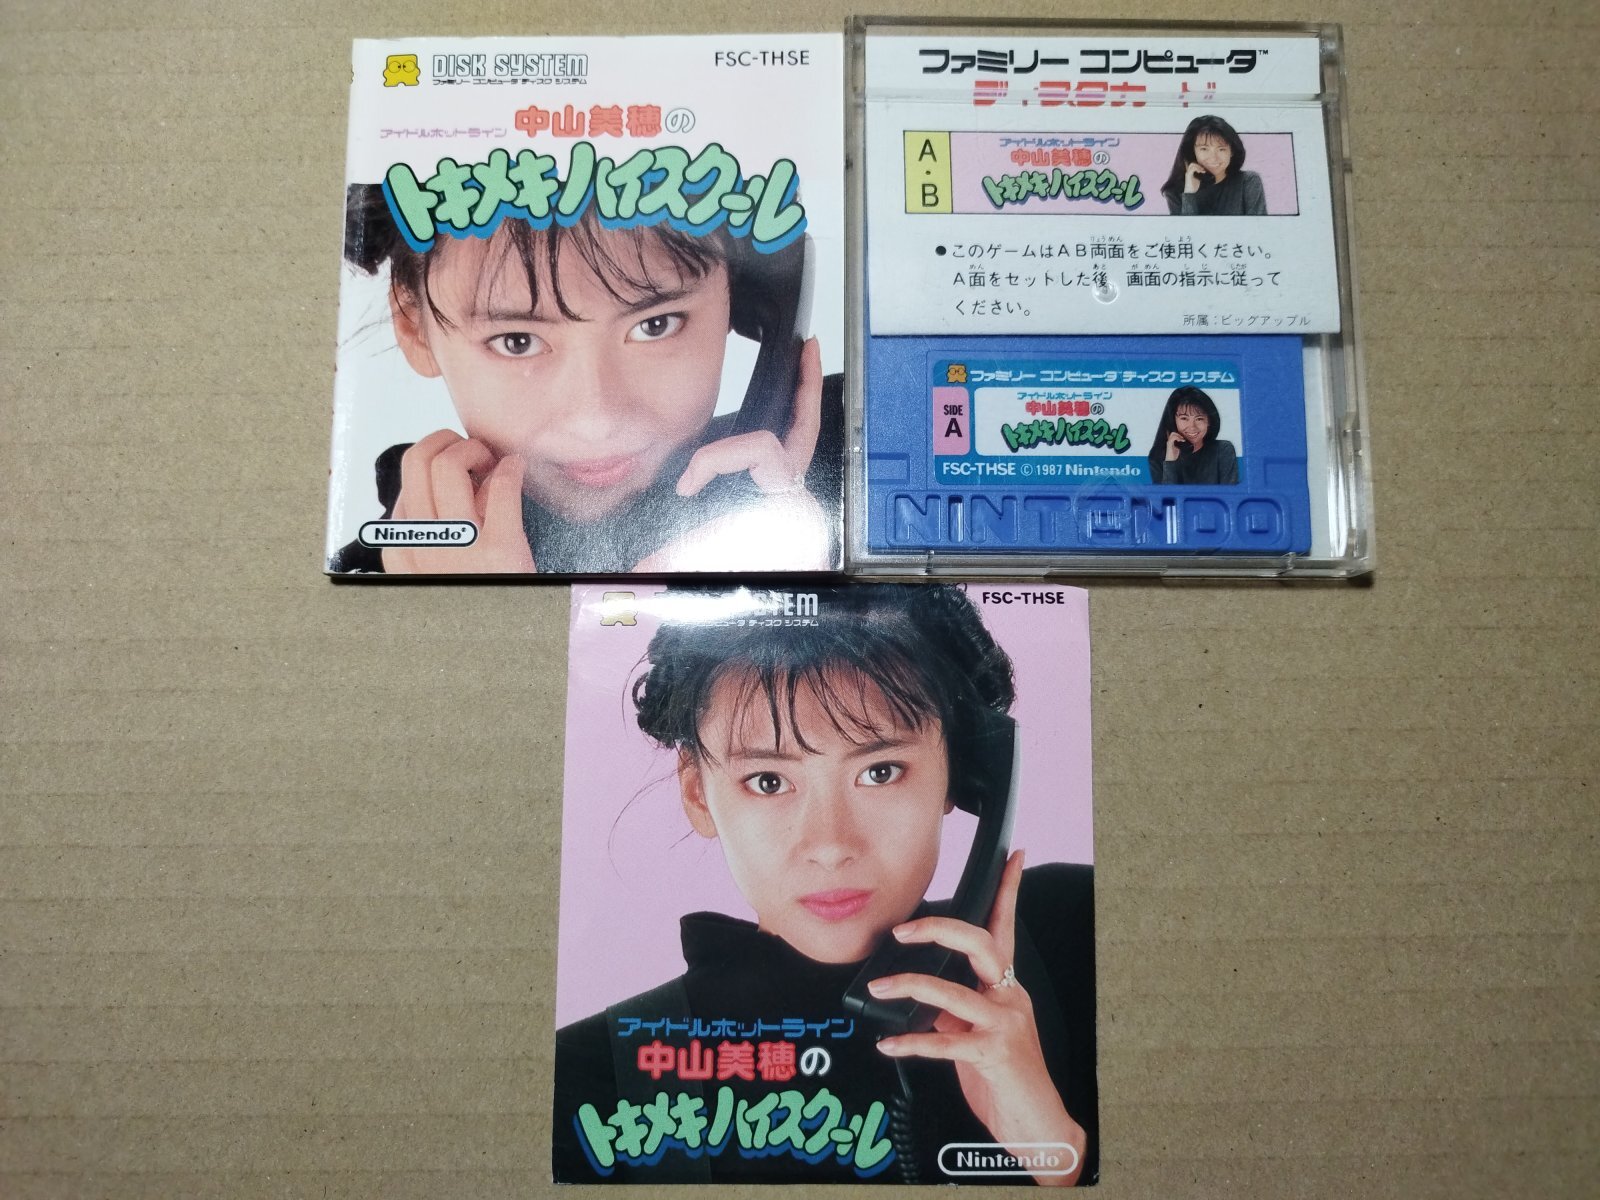 DISK SYSTEM
ファミリー コンピュータ ディスク システム
FSC-THSE
アイドルホットライン
中山美穂の
トキメキハイスクール
Nintendo®
ファミリー コンピュータ™
ディスクカード
A・B
アイドルホットライン
中山美穂の
トキメキハイスクール
●このゲームはAB両面をご使用ください。
A面をセットした後、画面の指示に従って
ください。
所属:ビッグアップル
ファミリー コンピュータ ディスク システム
SIDE
A
アイドルホットライン
中山美穂の
トキメキハイスクール
FSC-THSE ©1987 Nintendo
NINTENDO
DISK SYSTEM
コンピュータ ディスク システム
FSC-THSE
アイドルホットライン
中山美穂の
トキメキハイスクール
Nintendo®